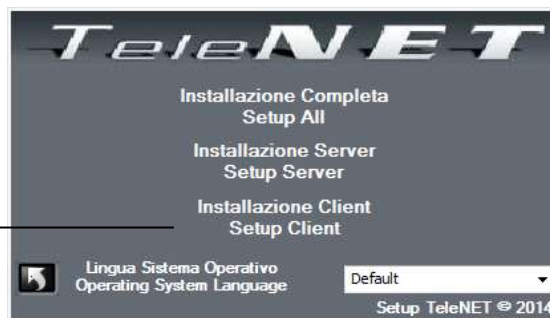 TeleNET
Installazione Completa
Setup All
Installazione Server
Setup Server
Installazione Client
Setup Client
Lingua Sistema Operativo
Operating System Language
Default
Setup TeleNET © 2014